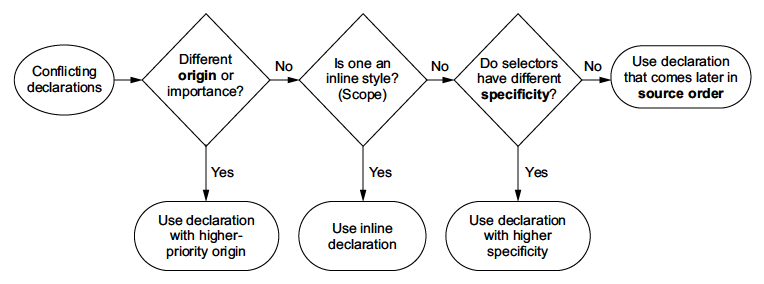 Conflicting
declarations
Different
origin or
importance?
No
Is one an
inline style?
(Scope)
No
Do selectors
have different
specificity?
No
Use declaration
that comes later in
source order
Yes
Yes
Yes
Use declaration
with higher-
priority origin
Use inline
declaration
Use declaration
with higher
specificity